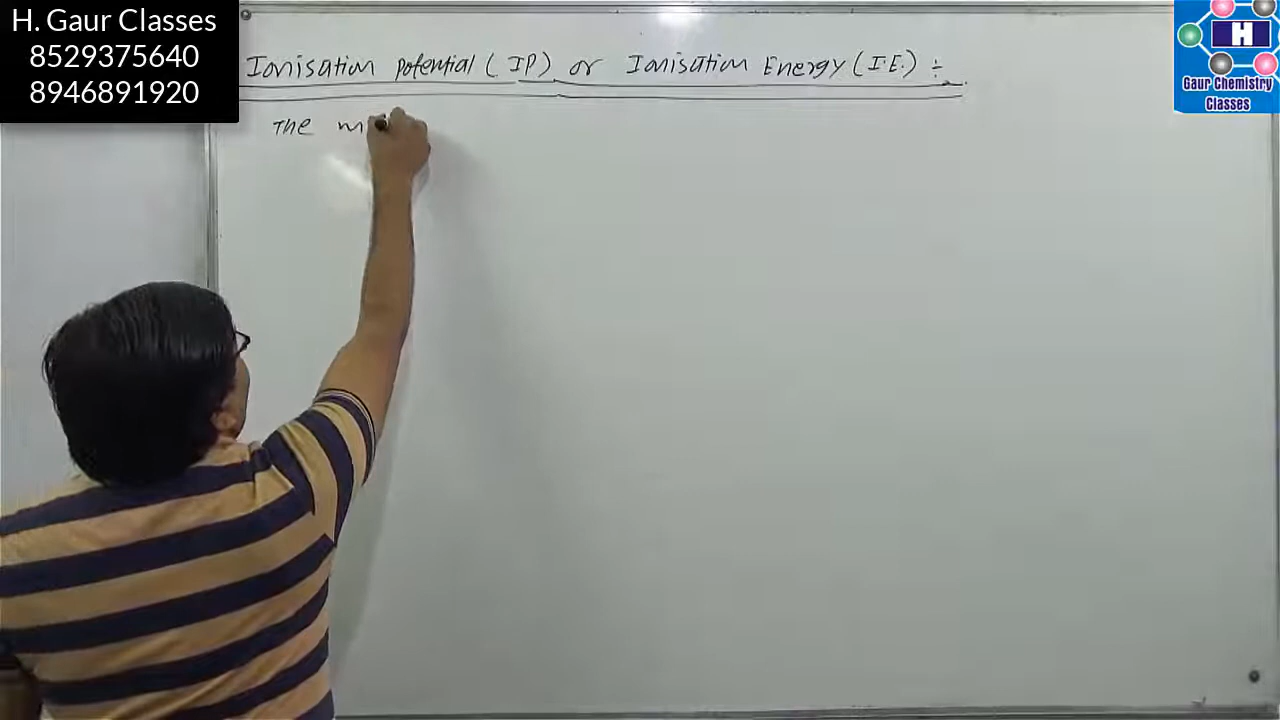 H. Gaur Classes
8529375640
8946891920
Ionisation potential (IP) or Ionisation Energy (I.E.) ÷
The
H
Gaur Chemistry
Classes